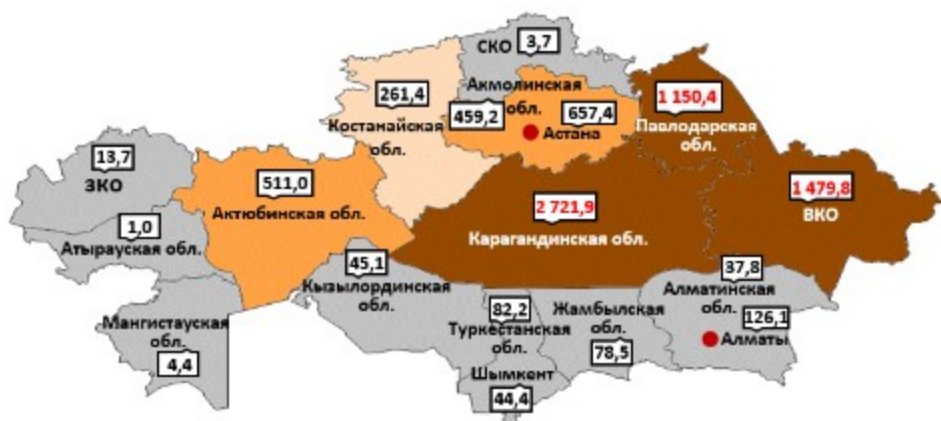 СКО
3,7
Акмолинская
обл.
459,2
657,4
Астана
261,4
Костанайская
обл.
1 150,4
Павлодарская
обл.
13,7
ЗКО
511,0
Актюбинская обл.
2 721,9
Карагандинская обл.
1 479,8
ВКО
1,0
Атырауская обл.
45,1
Кызылординская
обл.
37,8
Алматинская
обл.
126,1
Алматы
82,2
Туркестанская
обл.
Жамбылская
обл.
78,5
Мангистауская
обл.
4,4
Шымкент
44,4